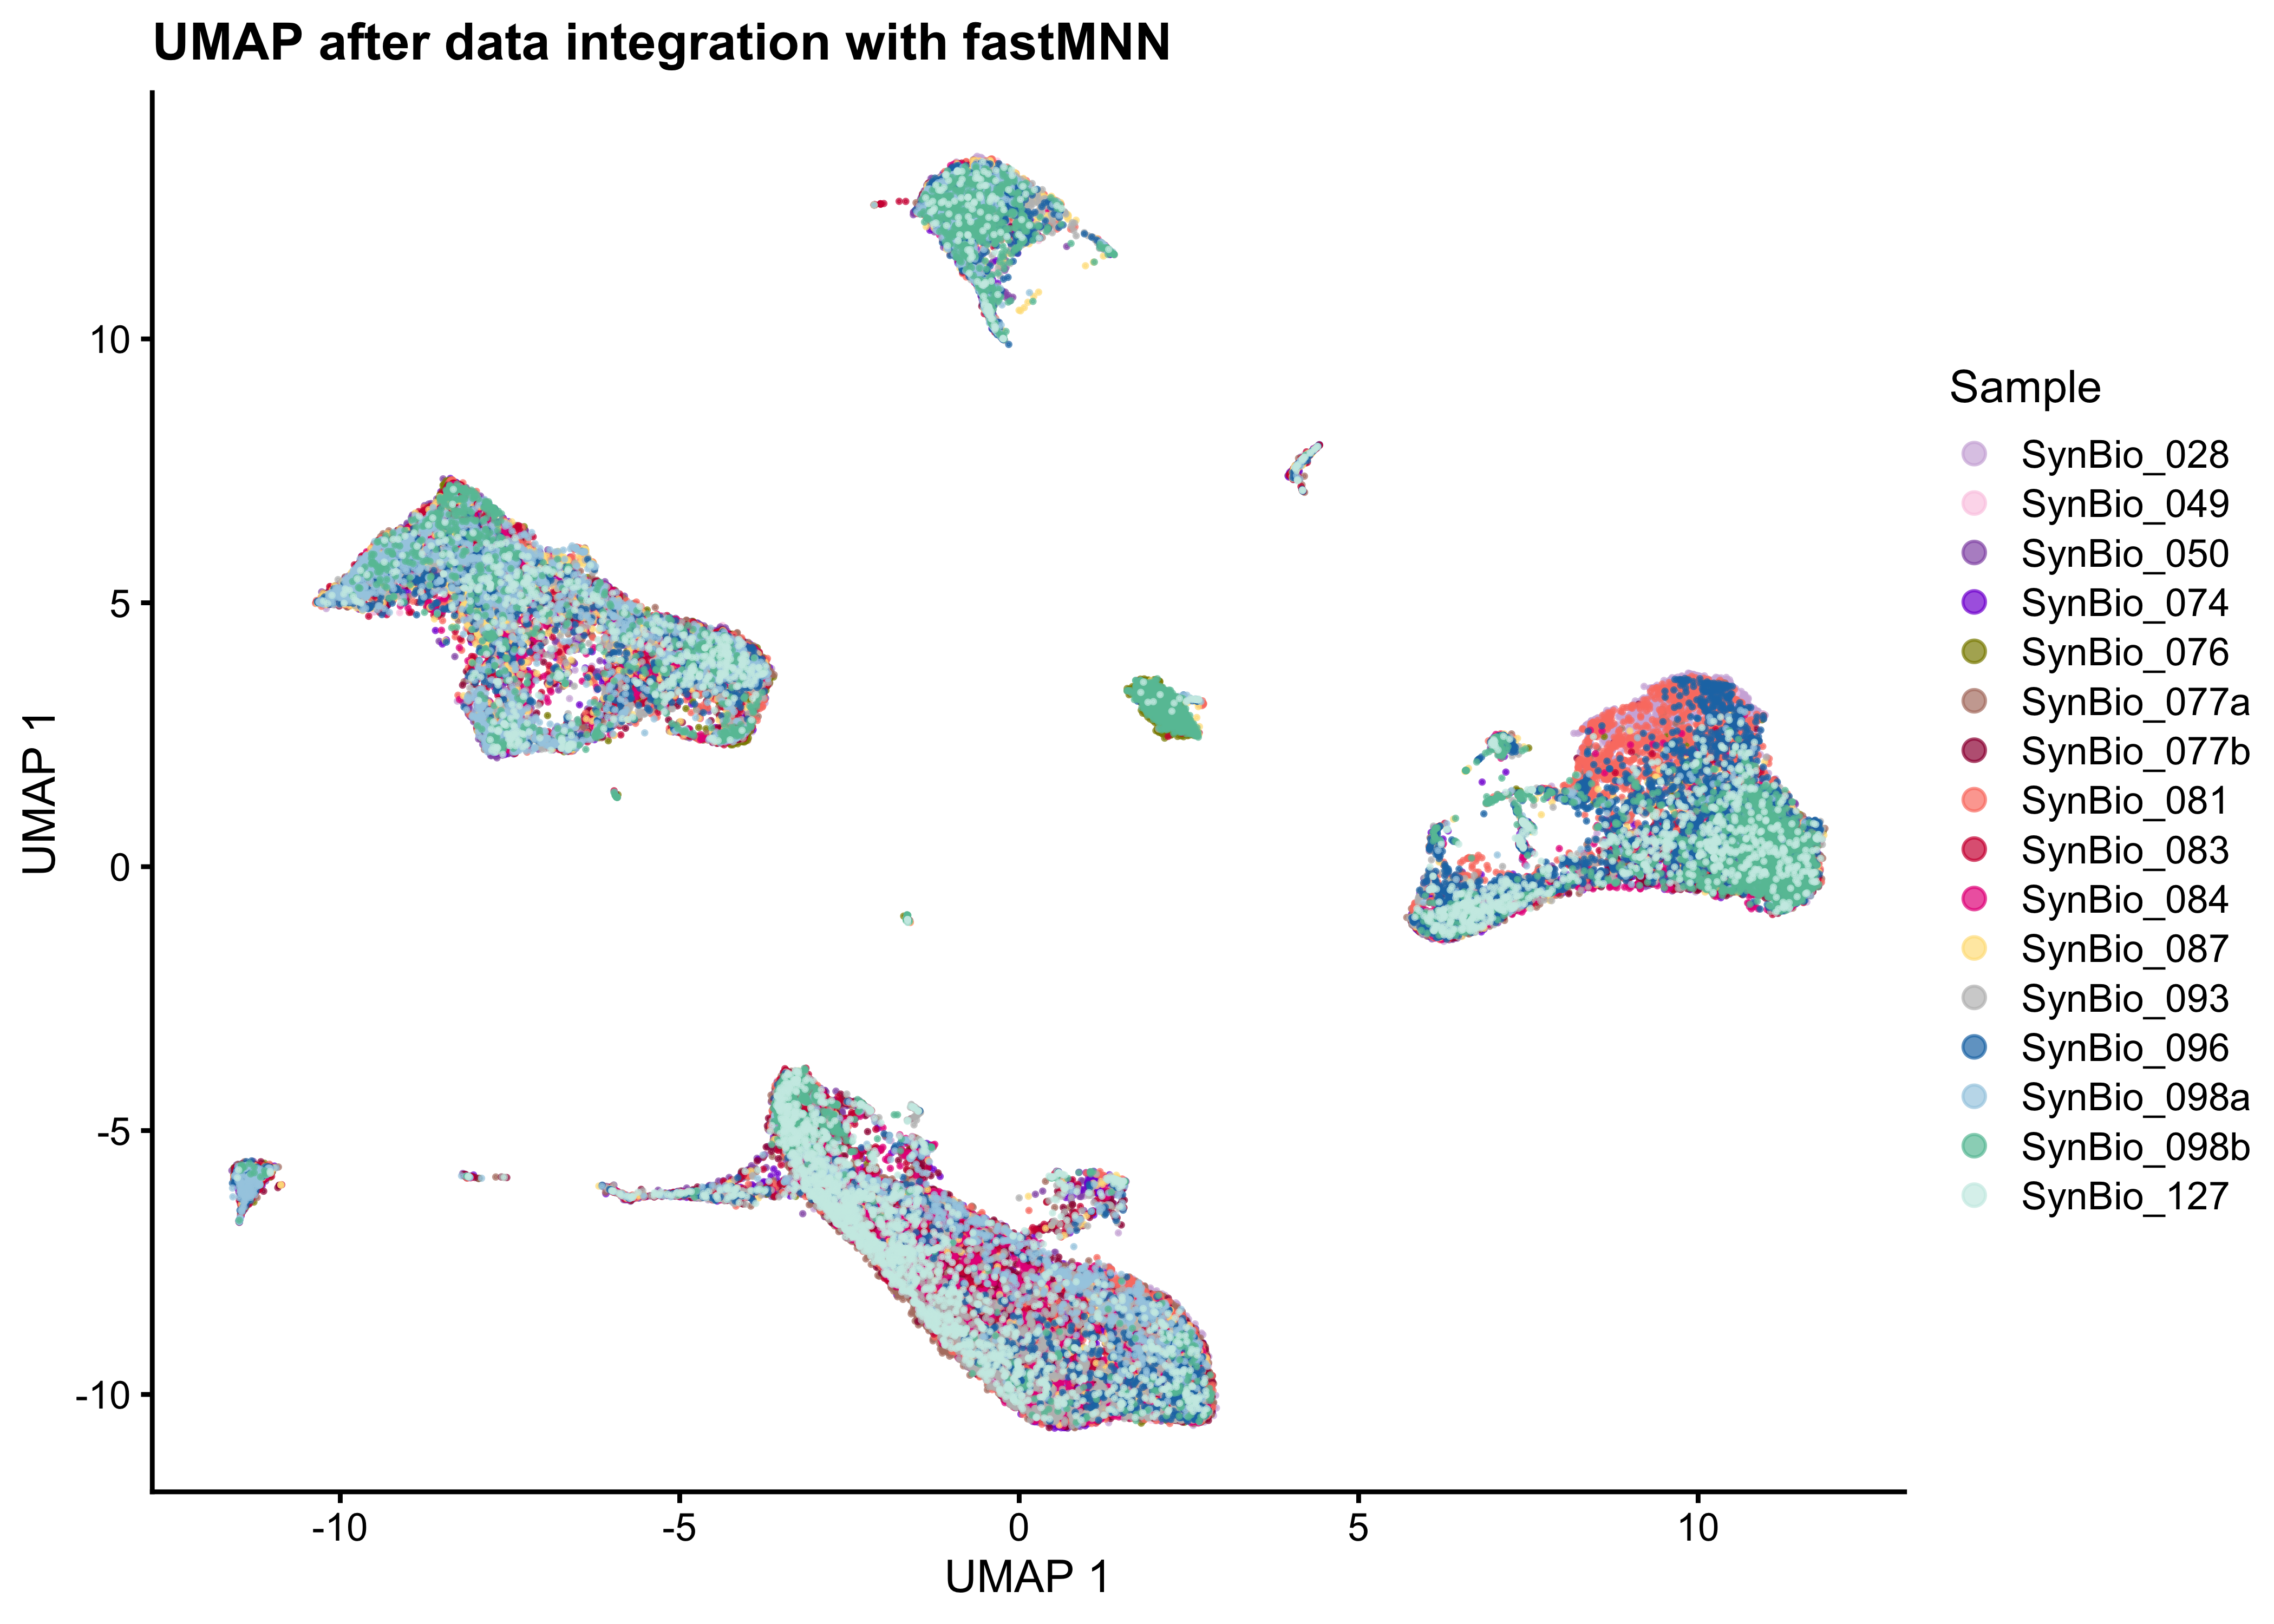 UMAP after data integration with fastMNN
UMAP 1
10
5
0
-5
-10
-10
-5
0
5
10
UMAP 1
Sample
SynBio_028
SynBio_049
SynBio_050
SynBio_074
SynBio_076
SynBio_077a
SynBio_077b
SynBio_081
SynBio_083
SynBio_084
SynBio_087
SynBio_093
SynBio_096
SynBio_098a
SynBio_098b
SynBio_127